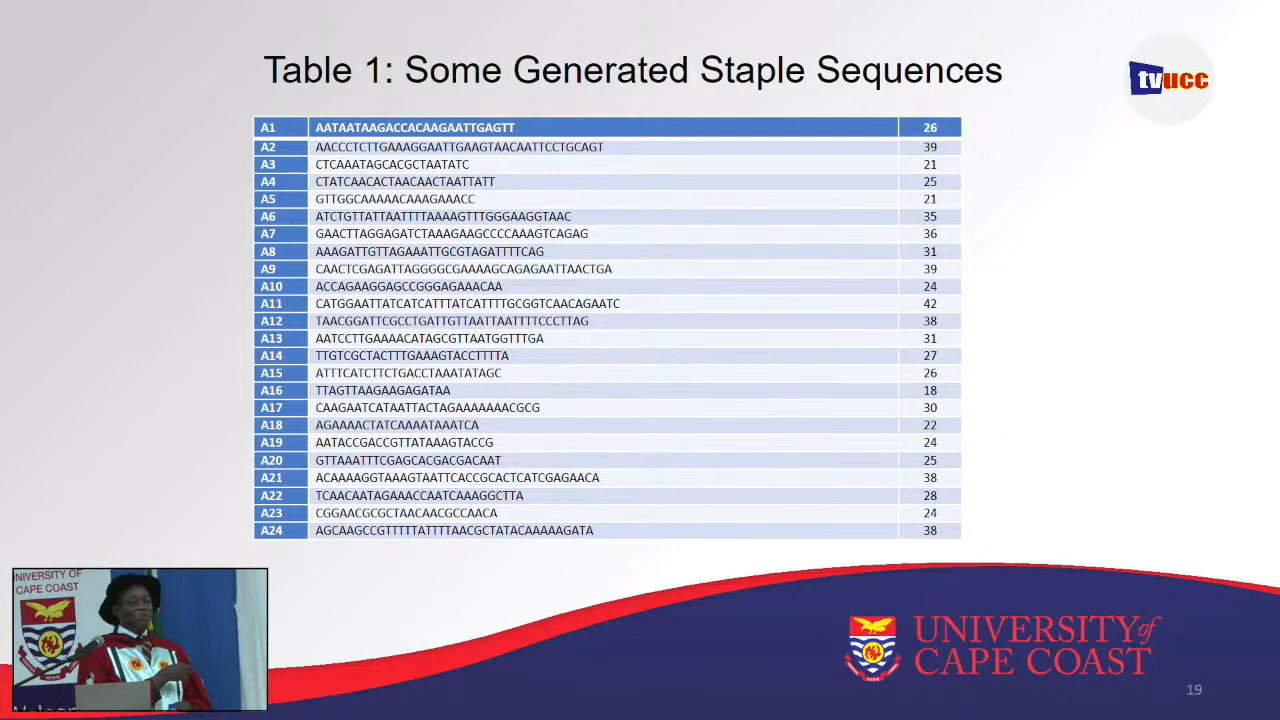 Table 1: Some Generated Staple Sequences
tvucc
A1 AATAATAAGACCACAAGAATTGAGTT 26
A2 AACCCTCTTGAAAGGAATTGAAGTAACAATTCCTGCAGT 39
A3 CTCAAATAGCACGCTAATATC 21
A4 CTATCAACACTAACAACTAATTATT 25
A5 GTTGGCAAAAACAAAGAAACC 21
A6 ATCTGTTATTAATTTTAAAAGTTTGGGAAGGTAAC 35
A7 GAACTTAGGAGATCTAAAGAAGCCCCAAAGTCAGAG 36
A8 AAAGATTGTTAGAAATTGCGTAGATTTTCAG 31
A9 CAACTCGAGATTAGGGGCGAAAAGCAGAGAATTAACTGA 39
A10 ACCAGAAGGAGCCGGGAGAAACAA 24
A11 CATGGAATTATCATCATTTATCATTTTGCGGTCAACAGAATC 42
A12 TAACGGATTCGCCTGATTGTTAATTAATTTTCCCTTAG 38
A13 AATCCTTGAAAACATAGCGTTAATGGTTTGA 31
A14 TTGTCGCTACTTTGAAAGTACCTTTTA 27
A15 ATTTCATCTTCTGACCTAAATATAGC 26
A16 TTAGTTAAGAAGAGATAA 18
A17 CAAGAATCATAATTACTAGAAAAAAACGCG 30
A18 AGAAAACTATCAAAATAAATCA 22
A19 AATACCGACCGTTATAAAGTACCG 24
A20 GTTAAATTTCGAGCACGACGACAAT 25
A21 ACAAAAGGTAAAGTAATTCACCGCACTCATCGAGAACA 38
A22 TCAACAATAGAAACCAATCAAAGGCTTA 28
A23 CGGAACGCGCTAACAACGCCAACA 24
A24 AGCAAGCCGTTTTTATTTTAACGCTATACAAAAAGATA 38
UNIVERSITY OF
CAPE COAST
UNIVERSITY of
CAPE COAST
19